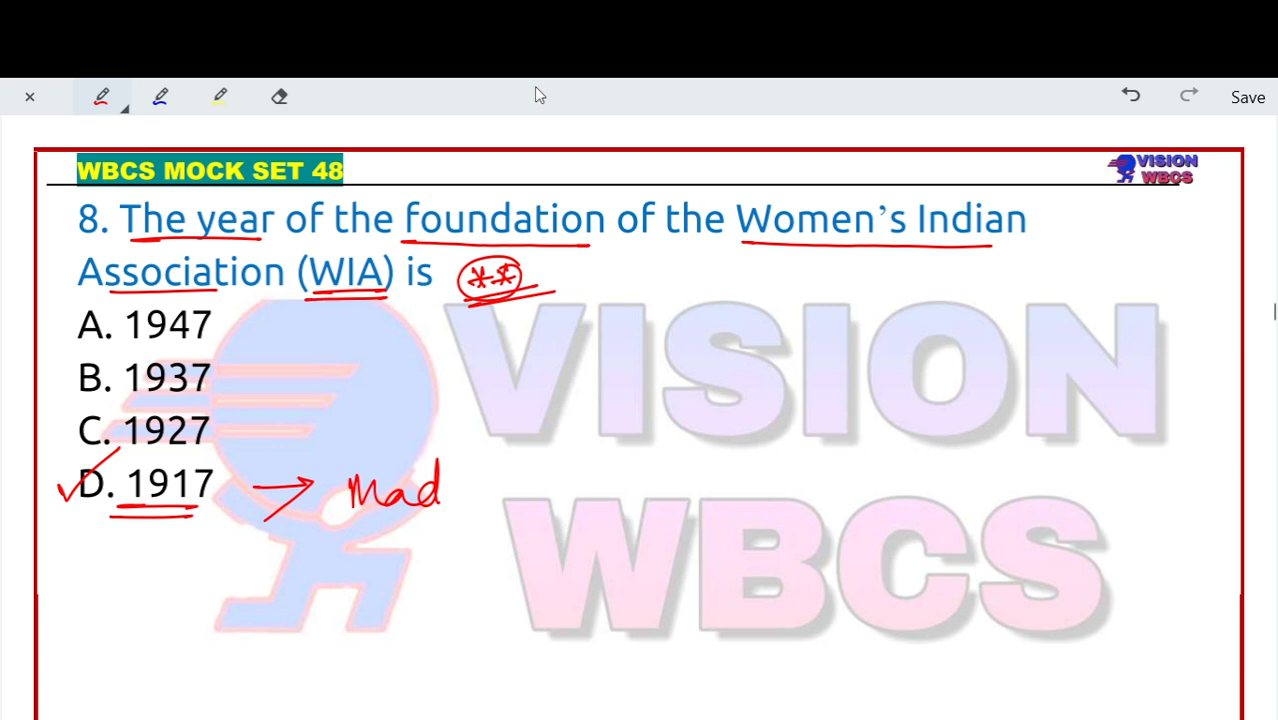 Save
WBCS MOCK SET 48
VISION
WBCS
8. The year of the foundation of the Women’s Indian
Association (WIA) is **
A. 1947
B. 1937
C. 1927
D. 1917 → Mad
VISION
WBCS